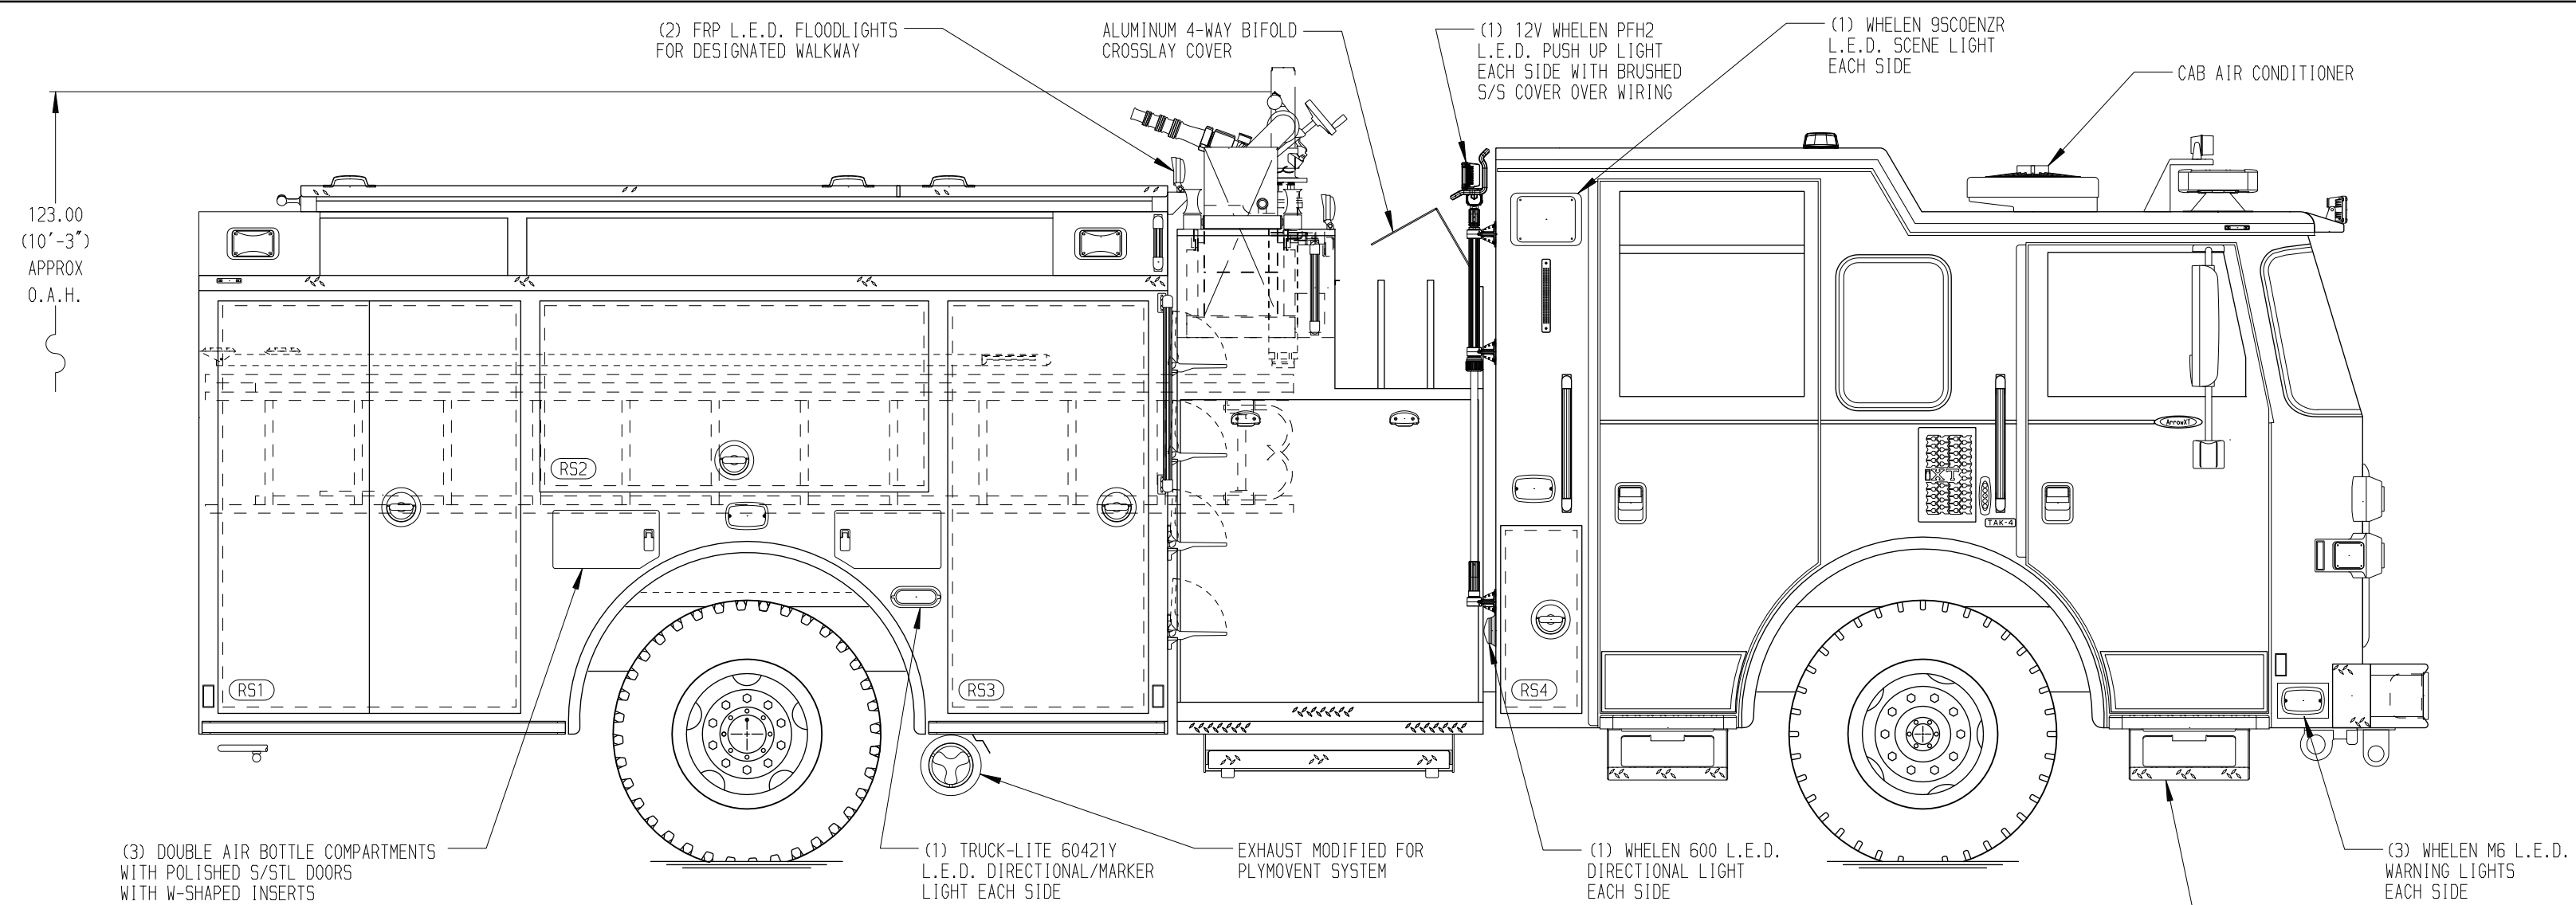 (2) FRP L.E.D. FLOODLIGHTS
FOR DESIGNATED WALKWAY
ALUMINUM 4-WAY BIFOLD
CROSSLAY COVER
(1) 12V WHELEN PFH2
L.E.D. PUSH UP LIGHT
EACH SIDE WITH BRUSHED
S/S COVER OVER WIRING
(1) WHELEN 9SC0ENZR
L.E.D. SCENE LIGHT
EACH SIDE
CAB AIR CONDITIONER
123.00
(10'-3")
APPROX
O.A.H.
ArrowXT
RS2
XT
TAK-4
RS1
RS3
RS4
(3) DOUBLE AIR BOTTLE COMPARTMENTS
WITH POLISHED S/STL DOORS
WITH W-SHAPED INSERTS
(1) TRUCK-LITE 60421Y
L.E.D. DIRECTIONAL/MARKER
LIGHT EACH SIDE
EXHAUST MODIFIED FOR
PLYMOVENT SYSTEM
(1) WHELEN 600 L.E.D.
DIRECTIONAL LIGHT
EACH SIDE
(3) WHELEN M6 L.E.D.
WARNING LIGHTS
EACH SIDE